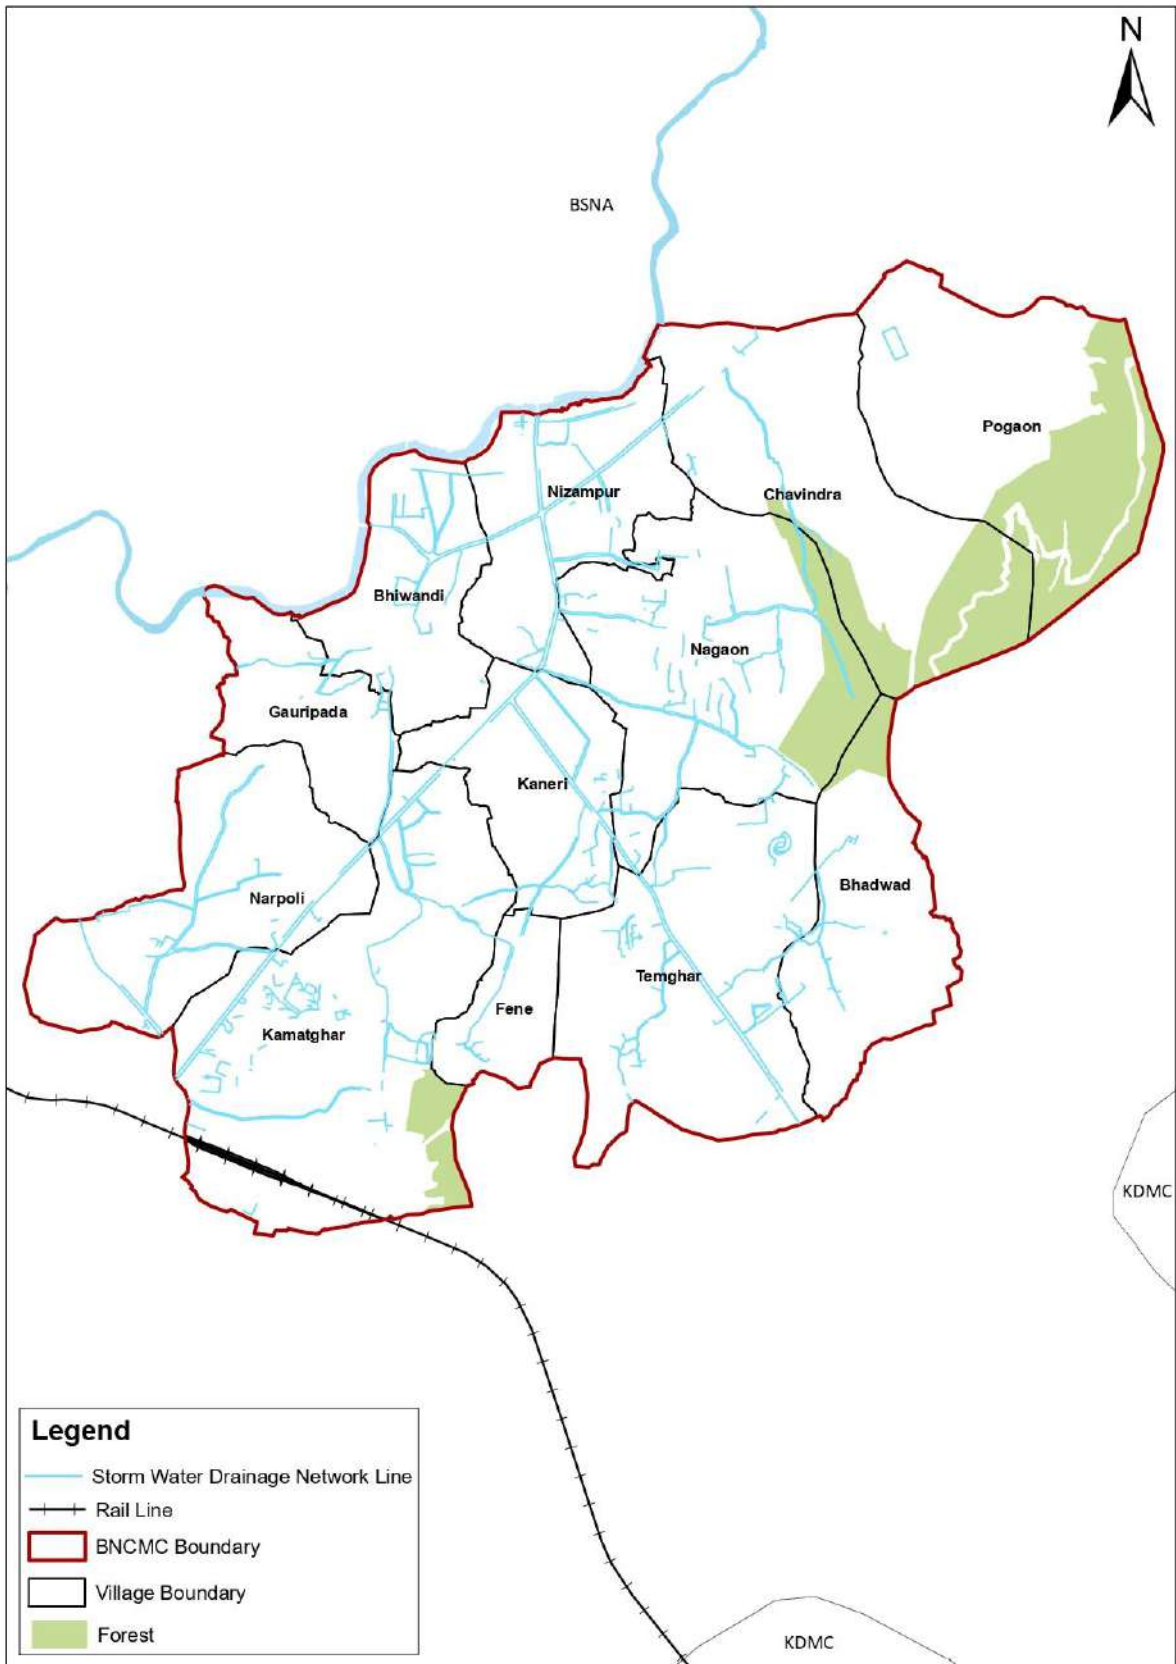 N
BSNA
Pogaon
Chavindra
Nizampur
Bhiwandi
Nagaon
Gauripada
Kaneri
Bhadwad
Narpoli
Temghar
Fene
Kamatghar
KDMC
Legend
Storm Water Drainage Network Line
Rail Line
BNCMC Boundary
Village Boundary
Forest
KDMC